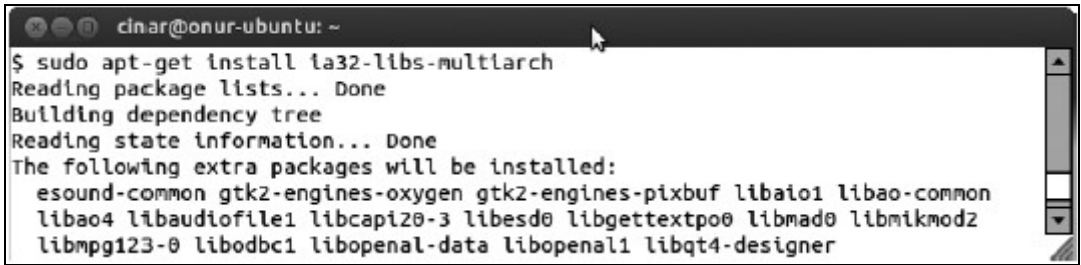 cinar@onur-ubuntu: ~
$ sudo apt-get install ia32-libs-multiarch
Reading package lists... Done
Building dependency tree
Reading state information... Done
The following extra packages will be installed:
esound-common gtk2-engines-oxygen gtk2-engines-pixbuf libaio1 libao-common
libao4 libaudiofile1 libcapi20-3 libesd0 libgettextpo0 libmad0 libmikmod2
libmpg123-0 libodbc1 libopenal-data libopenal1 libqt4-designer